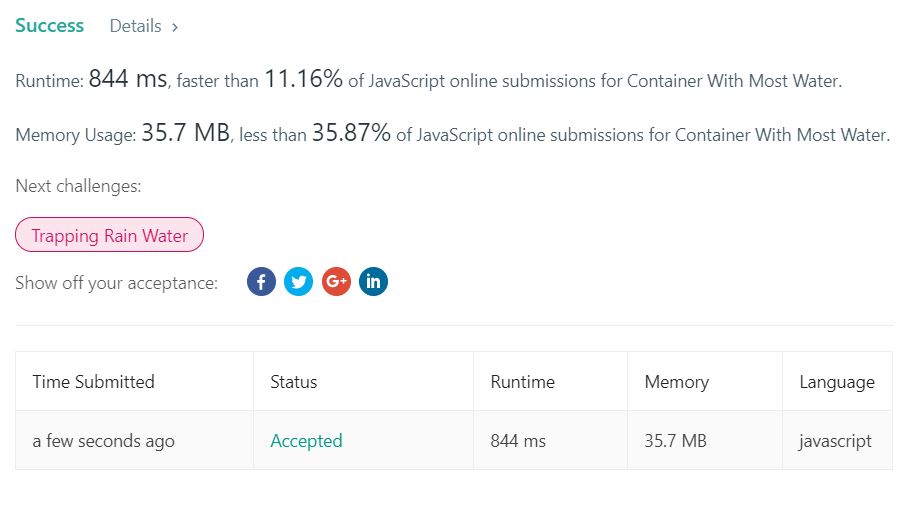 Success Details >
Runtime: 844 ms, faster than 11.16% of JavaScript online submissions for Container With Most Water.
Memory Usage: 35.7 MB, less than 35.87% of JavaScript online submissions for Container With Most Water.
Next challenges:
Trapping Rain Water
Show off your acceptance: f G+ in
Time Submitted Status Runtime Memory Language
a few seconds ago Accepted 844 ms 35.7 MB javascript